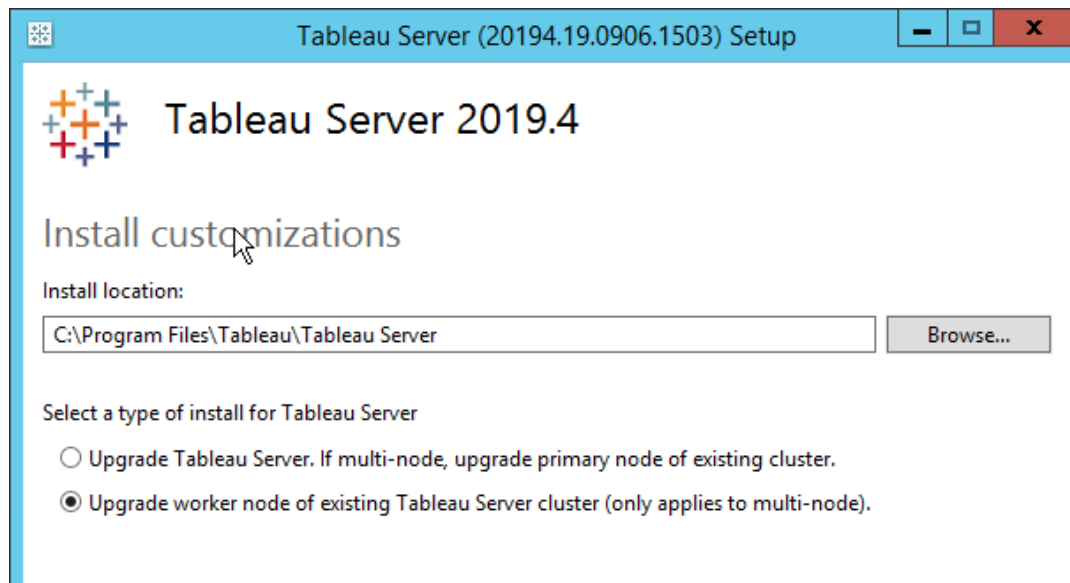 Tableau Server (20194.19.0906.1503) Setup
Tableau Server 2019.4
Install customizations
Install location:
C:\Program Files\Tableau\Tableau Server
Browse...
Select a type of install for Tableau Server
Upgrade Tableau Server. If multi-node, upgrade primary node of existing cluster.
Upgrade worker node of existing Tableau Server cluster (only applies to multi-node).